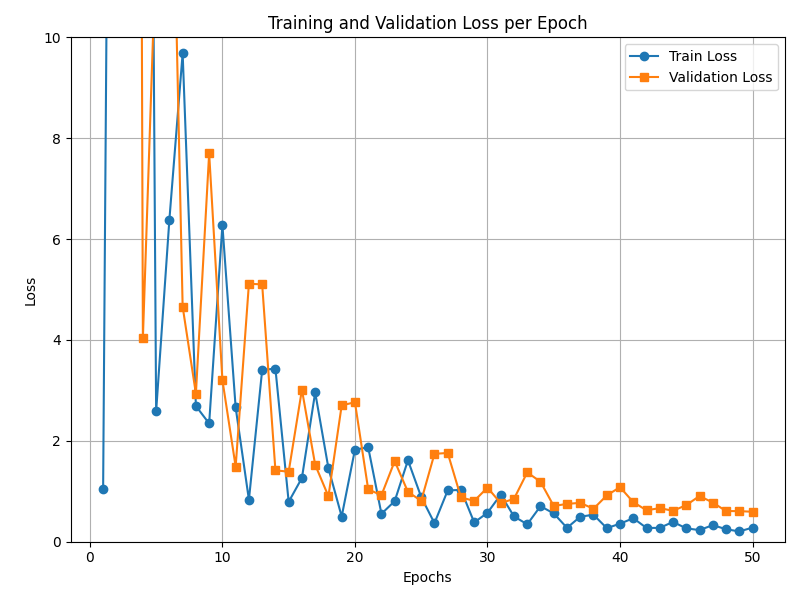 Training and Validation Loss per Epoch
Train Loss
Validation Loss
Loss
10
8
6
4
2
0
0 10 20 30 40 50
Epochs